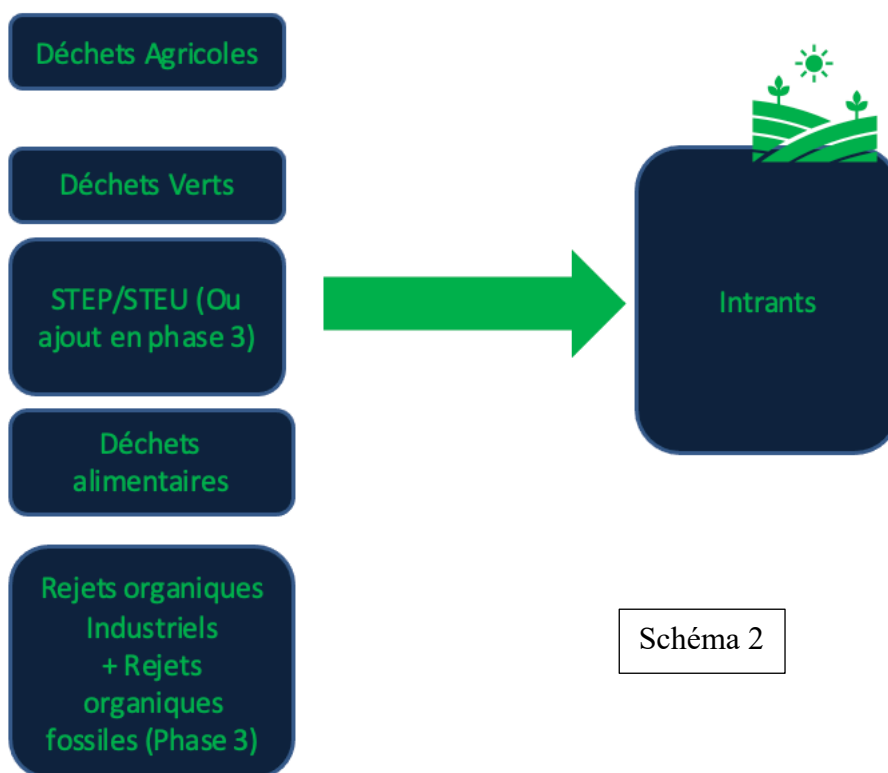 Déchets Agricoles
Déchets Verts
STEP/STEU (Ou
ajout en phase 3)
Déchets
alimentaires
Rejets organiques
Industriels
+ Rejets
organiques
fossiles (Phase 3)
Intrants
Schéma 2